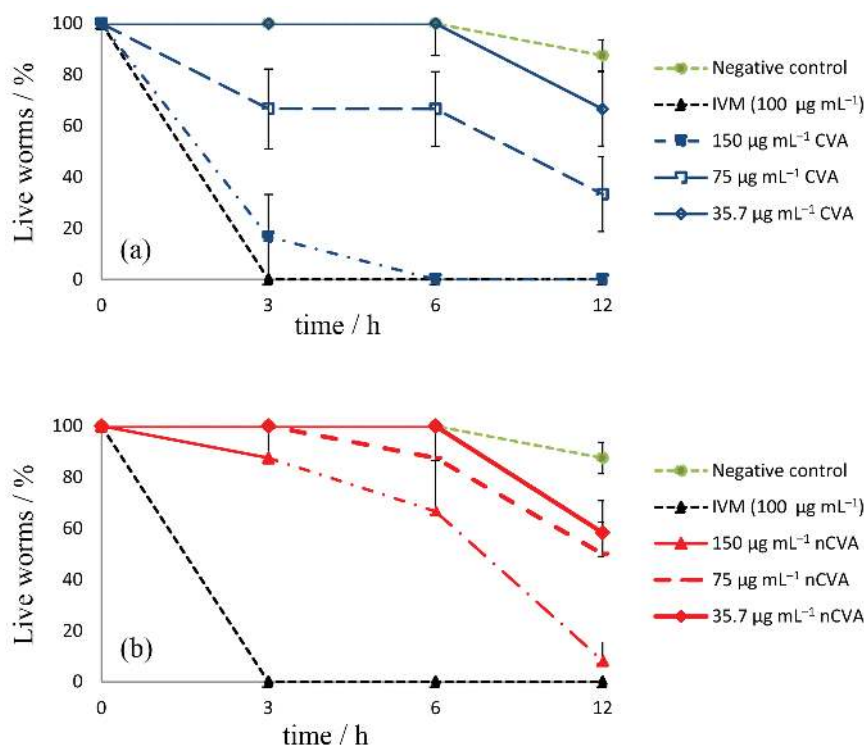 100
80
60
40
20
0
Live worms / %
(a)
0 3 6 12
time / h
Negative control
IVM (100 µg mL⁻¹)
150 µg mL⁻¹ CVA
75 µg mL⁻¹ CVA
35.7 µg mL⁻¹ CVA
100
80
60
40
20
0
Live worms / %
(b)
0 3 6 12
time / h
Negative control
IVM (100 µg mL⁻¹)
150 µg mL⁻¹ nCVA
75 µg mL⁻¹ nCVA
35.7 µg mL⁻¹ nCVA